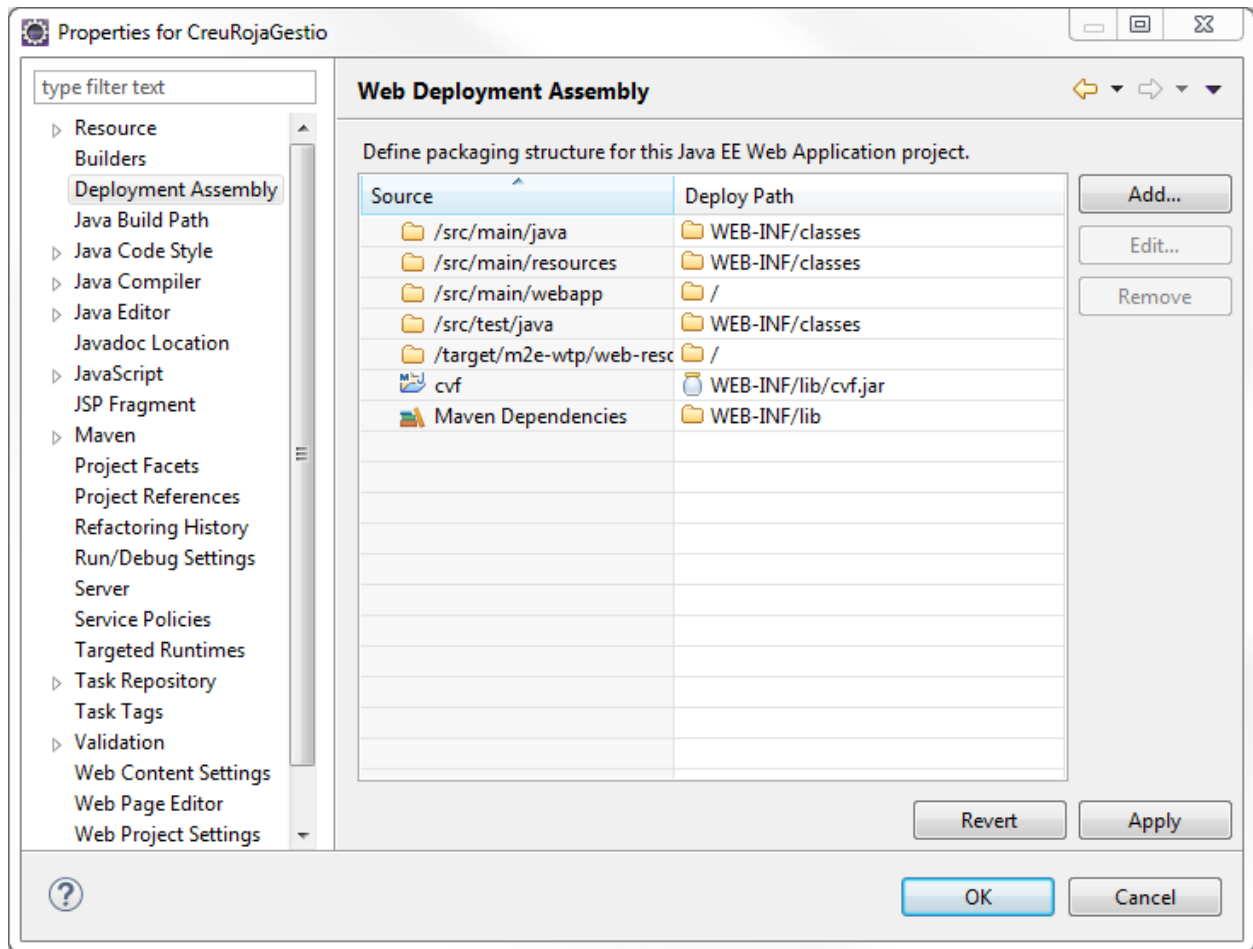 Properties for CreuRojaGestio
type filter text
Resource
Builders
Deployment Assembly
Java Build Path
Java Code Style
Java Compiler
Java Editor
Javadoc Location
JavaScript
JSP Fragment
Maven
Project Facets
Project References
Refactoring History
Run/Debug Settings
Server
Service Policies
Targeted Runtimes
Task Repository
Task Tags
Validation
Web Content Settings
Web Page Editor
Web Project Settings
Web Deployment Assembly
Define packaging structure for this Java EE Web Application project.
Source Deploy Path
/src/main/java WEB-INF/classes
/src/main/resources WEB-INF/classes
/src/main/webapp /
/src/test/java WEB-INF/classes
/target/m2e-wtp/web-resc /
cvf WEB-INF/lib/cvf.jar
Maven Dependencies WEB-INF/lib
Add...
Edit...
Remove
Revert Apply
OK Cancel